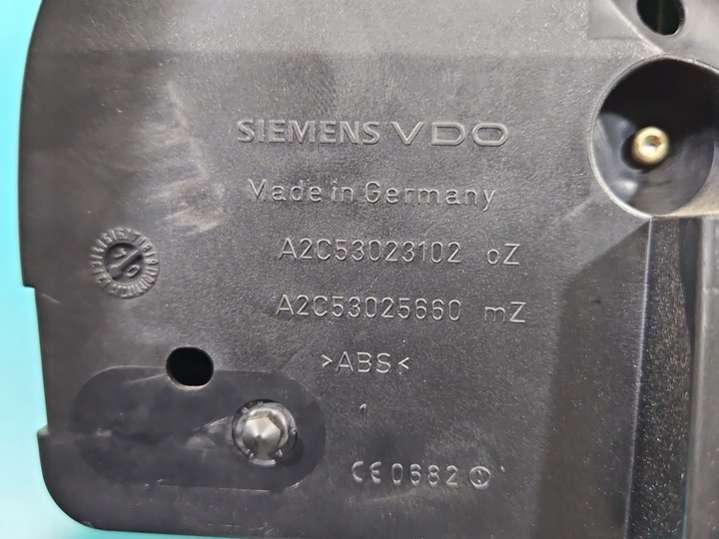 SIEMENS VDO
Made in Germany
A2C53023102 oZ
A2C53025660 mZ
>ABS<
1
CE 0682